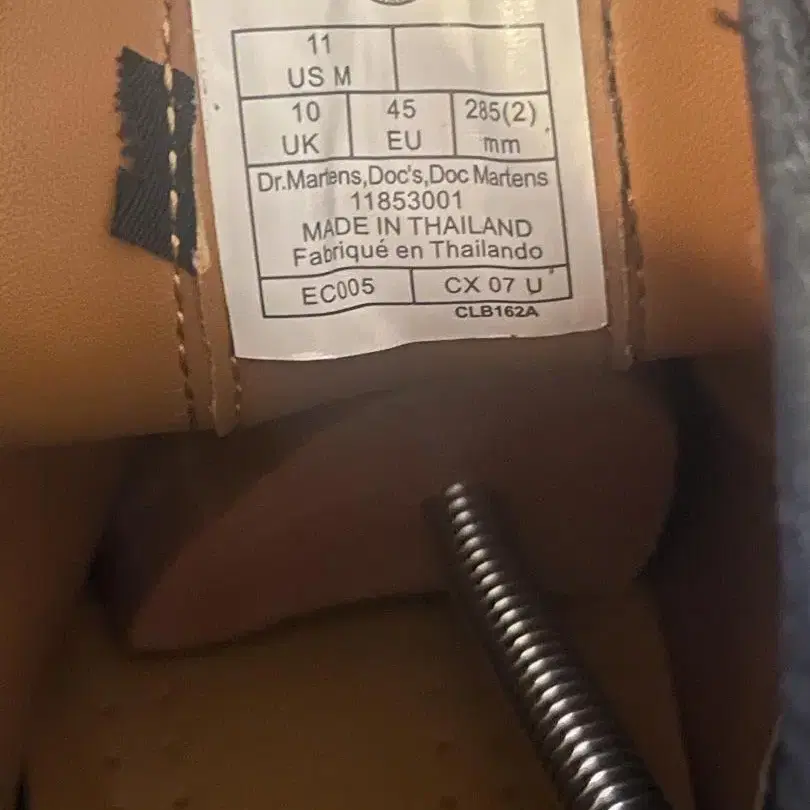 11
US M
10 45 285(2)
UK EU mm
Dr.Martens,Doc's,Doc Martens
11853001
MADE IN THAILAND
Fabriqué en Thailando
EC005 CX 07 U
CLB162A